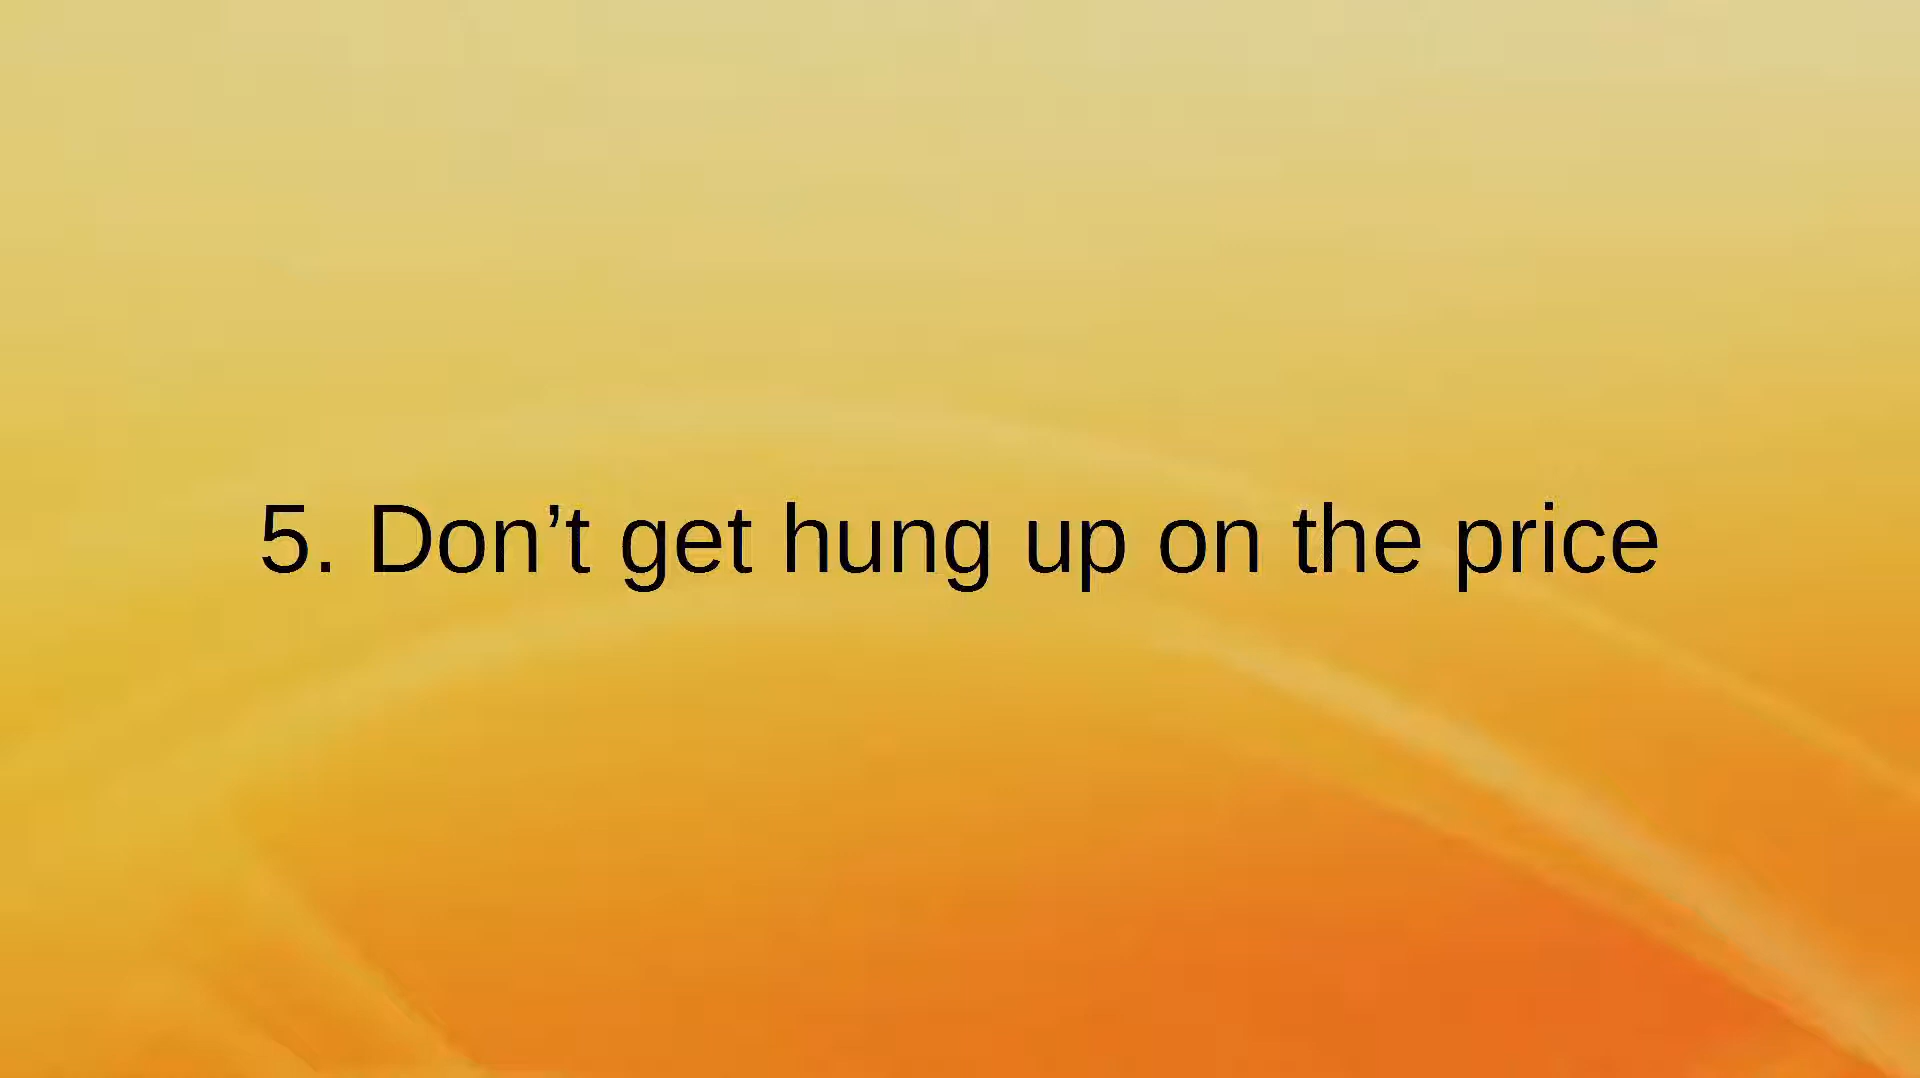 5. Don’t get hung up on the price